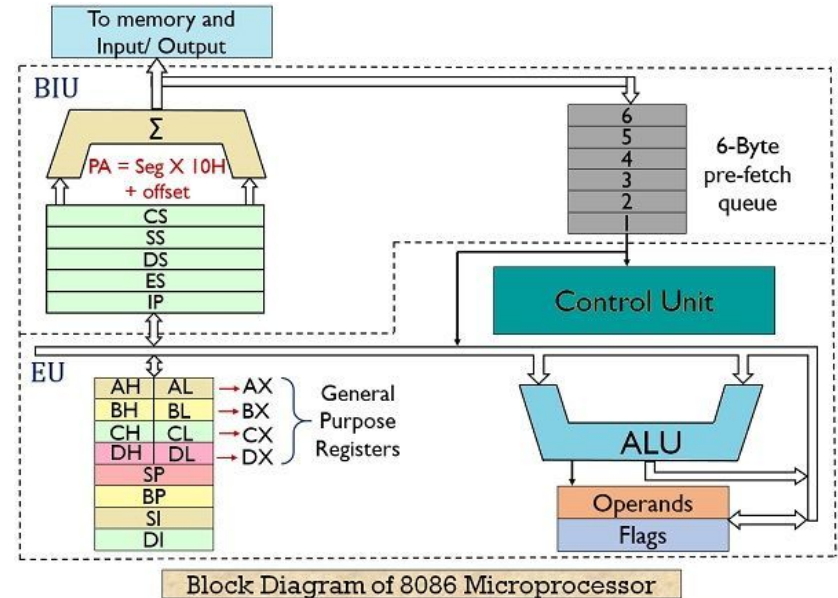 To memory and
Input/ Output
BIU
Σ
PA = Seg X 10H
+ offset
CS
SS
DS
ES
IP
6
5
4
3
2
1
6-Byte
pre-fetch
queue
Control Unit
EU
AH AL AX
BH BL BX
CH CL CX
DH DL DX
SP
BP
SI
DI
General
Purpose
Registers
ALU
Operands
Flags
Block Diagram of 8086 Microprocessor